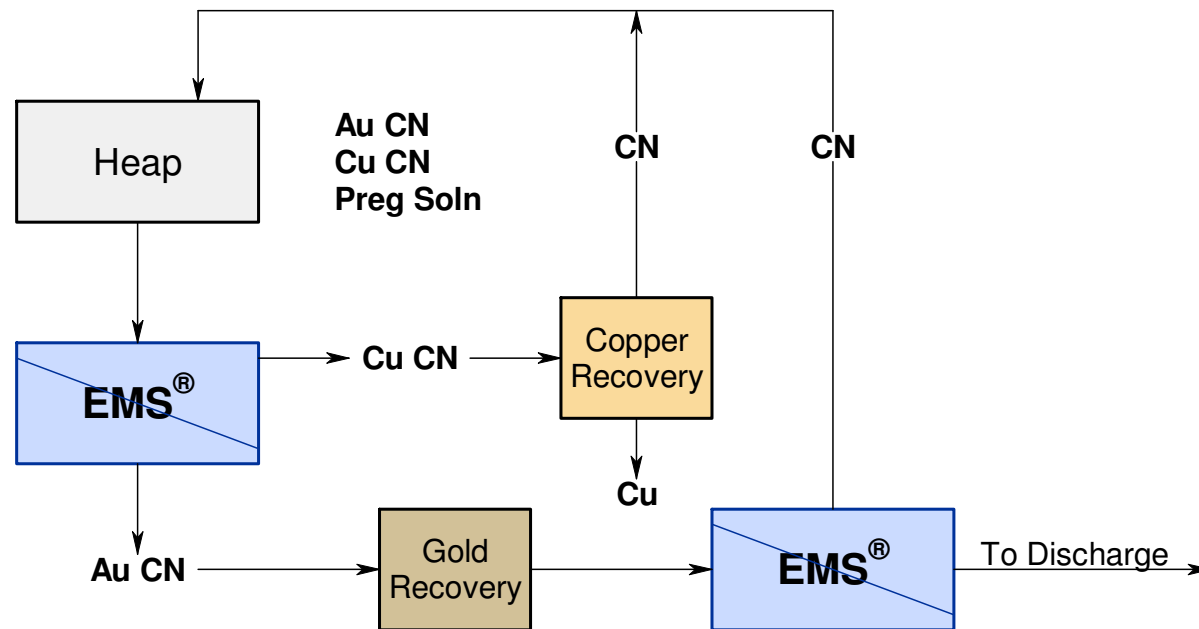 Heap
Au CN
Cu CN
Preg Soln
CN
CN
EMS®
Cu CN
Copper
Recovery
Cu
Au CN
Gold
Recovery
EMS®
To Discharge